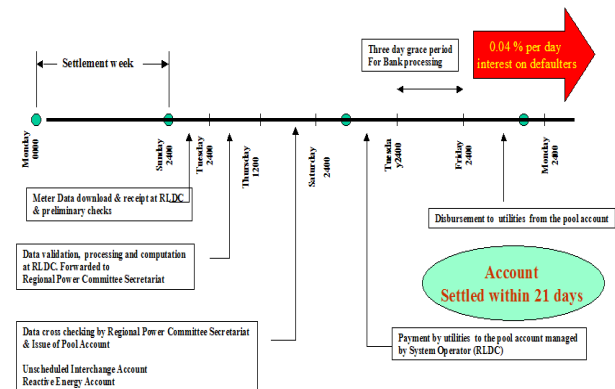 0.04 % per day
interest on defaulters
Three day grace period
For Bank processing
Settlement week
Monday
0000
Sunday
2400
Tuesday
2400
Thursday
1200
Saturday
2400
Tuesda
y2400
Friday
2400
Monday
2400
Meter Data download & receipt at RLDC
& preliminary checks
Disbursement to utilities from the pool account
Data validation, processing and computation
at RLDC. Forwarded to
Regional Power Committee Secretariat
Account
Settled within 21 days
Data cross checking by Regional Power Committee Secretariat
& Issue of Pool Account
Unscheduled Interchange Account
Reactive Energy Account
Payment by utilities to the pool account managed
by System Operator (RLDC)